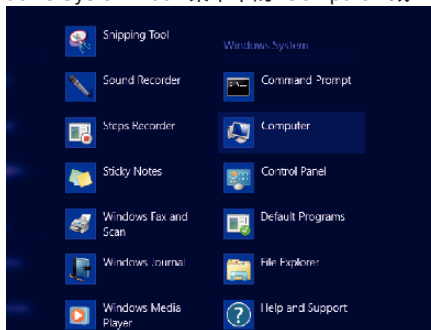 Snipping Tool
Sound Recorder
Steps Recorder
Sticky Notes
Windows Fax and
Scan
Windows Journal
Windows Media
Player
Windows System
Command Prompt
Computer
Control Panel
Default Programs
File Explorer
Help and Support